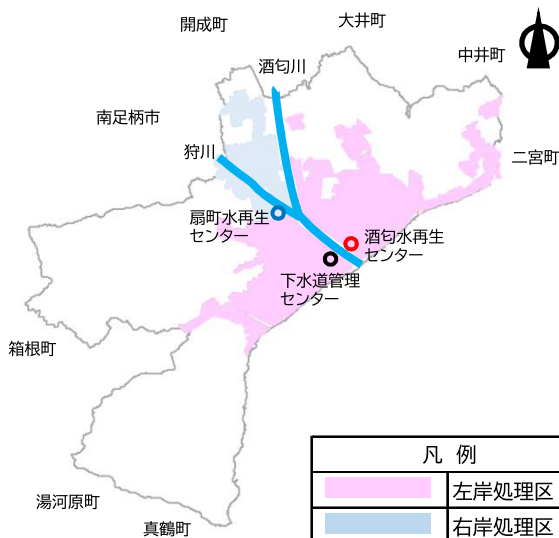 開成町
大井町
酒匂川
中井町
南足柄市
狩川
二宮町
扇町水再生
センター
酒匂水再生
センター
下水道管理
センター
箱根町
湯河原町
真鶴町
凡 例
左岸処理区
右岸処理区